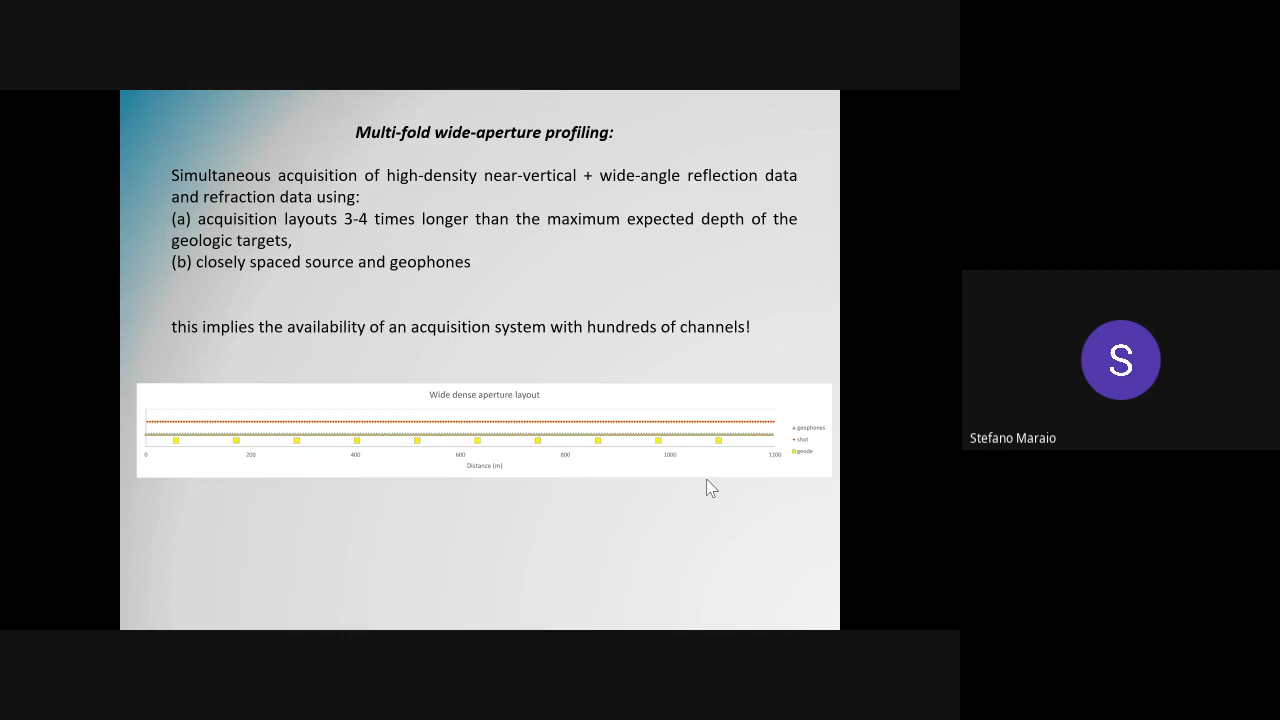 Multi-fold wide-aperture profiling:
Simultaneous acquisition of high-density near-vertical + wide-angle reflection data
and refraction data using:
(a) acquisition layouts 3-4 times longer than the maximum expected depth of the
geologic targets,
(b) closely spaced source and geophones
this implies the availability of an acquisition system with hundreds of channels!
Wide dense aperture layout
geophones
shot
geode
0 200 400 600 800 1000 1200
Distance (m)
S
Stefano Maraio